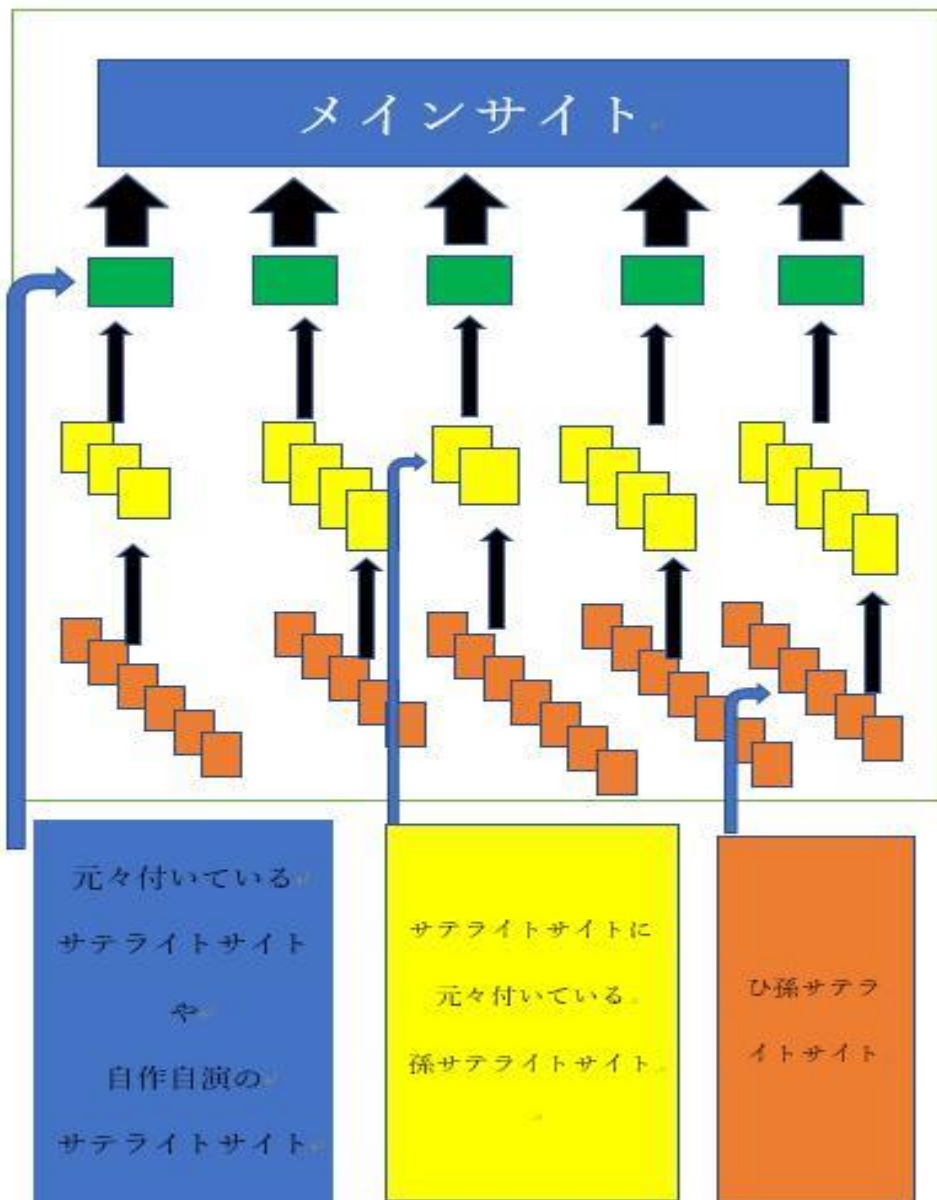 メインサイト
元々付いている
サテライトサイト
や
自作自演の
サテライトサイト
サテライトサイトに
元々付いている
孫サテライトサイト
ひ孫サテラ
イトサイト